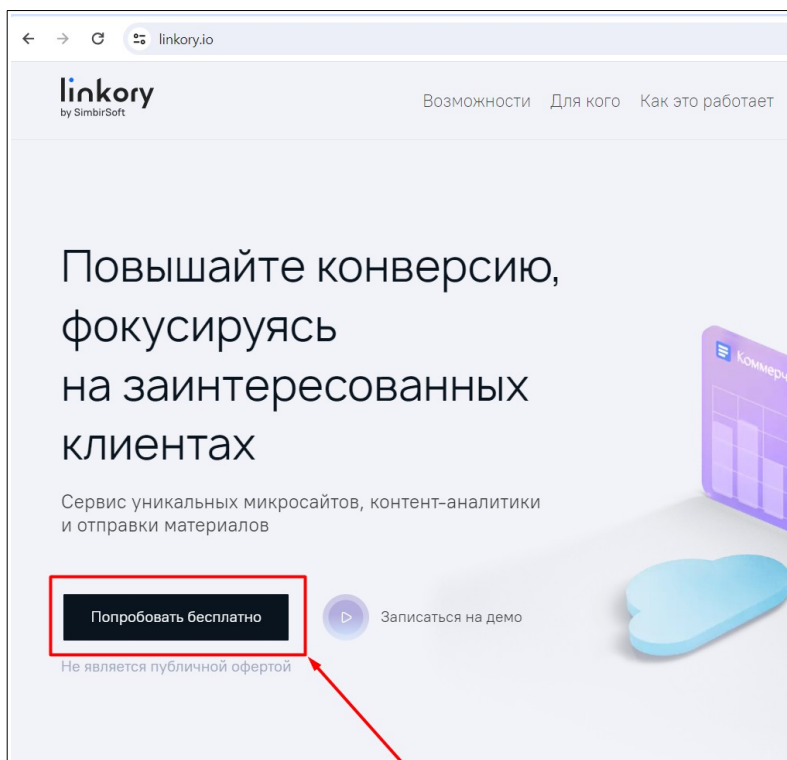 linkory.io
linkory
by SimbirSoft
Возможности Для кого Как это работает
Повышайте конверсию,
фокусируясь
на заинтересованных
клиентах
Сервис уникальных микросайтов, контент-аналитики
и отправки материалов
Попробовать бесплатно
Записаться на демо
Не является публичной офертой